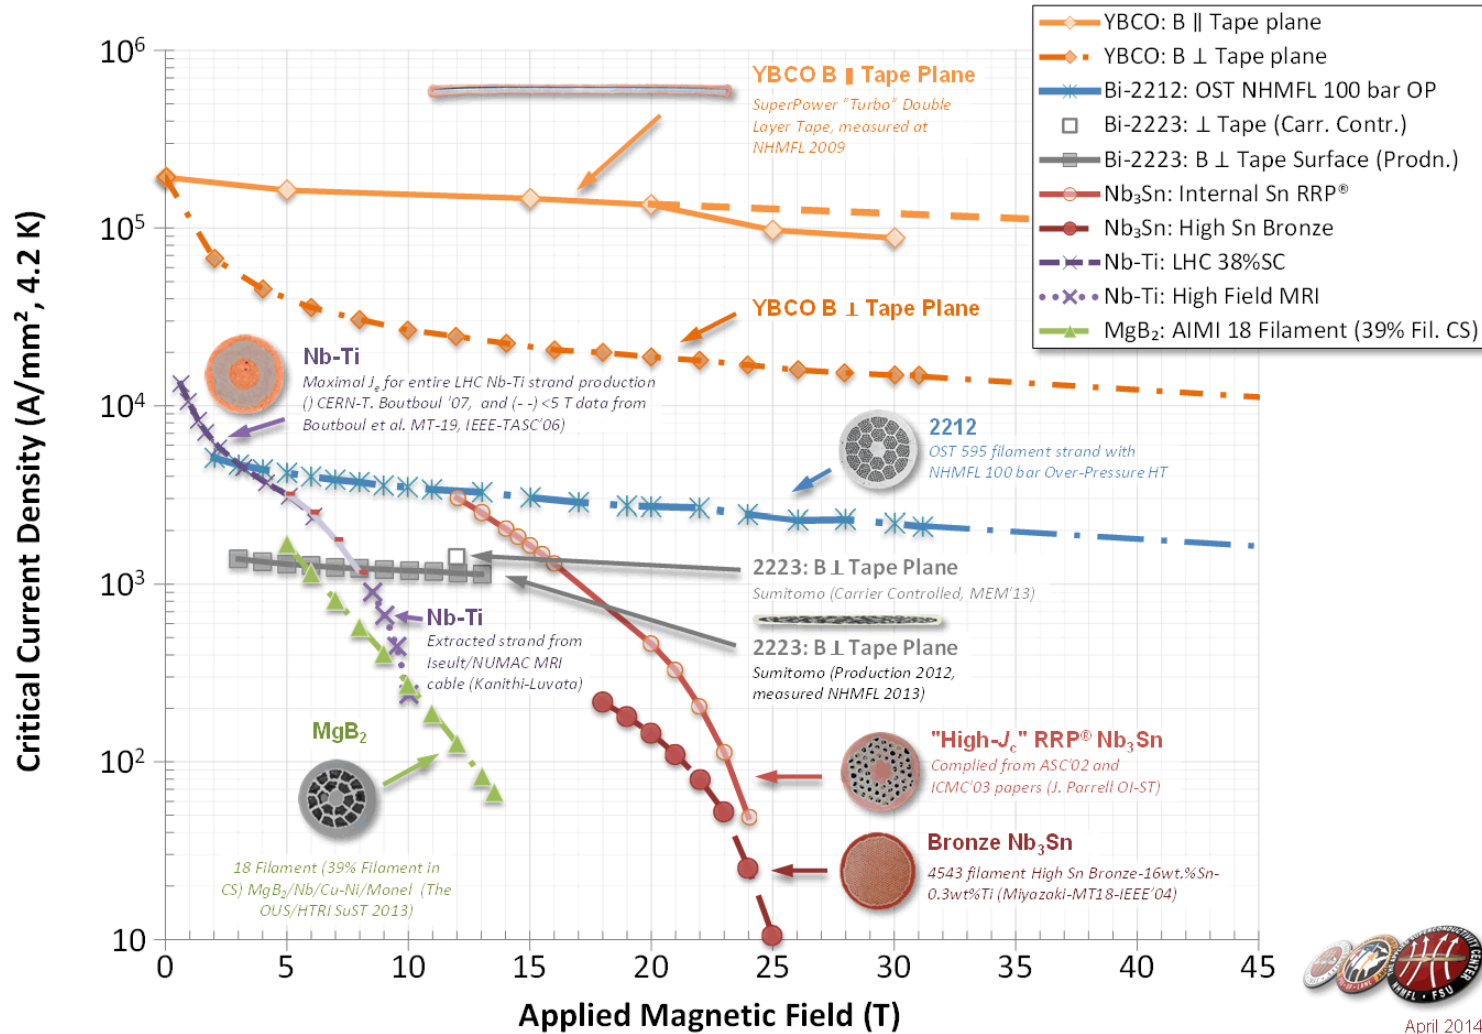 YBCO: B ∥ Tape plane
YBCO: B ⊥ Tape plane
Bi-2212: OST NHMFL 100 bar OP
Bi-2223: ⊥ Tape (Carr. Contr.)
Bi-2223: B ⊥ Tape Surface (Prodn.)
Nb₃Sn: Internal Sn RRP®
Nb₃Sn: High Sn Bronze
Nb-Ti: LHC 38%SC
Nb-Ti: High Field MRI
MgB₂: AIMI 18 Filament (39% Fil. CS)
Critical Current Density (A/mm², 4.2 K)
10⁶
10⁵
10⁴
10³
10²
10
YBCO B ∥ Tape Plane
SuperPower "Turbo" Double
Layer Tape, measured at
NHMFL 2009
YBCO B ⊥ Tape Plane
Nb-Ti
Maximal Jₑ for entire LHC Nb-Ti strand production
() CERN-T. Boutboul '07, and (- -) <5 T data from
Boutboul et al. MT-19, IEEE-TASC'06)
2212
OST 595 filament strand with
NHMFL 100 bar Over-Pressure HT
2223: B ⊥ Tape Plane
Sumitomo (Carrier Controlled, MEM'13)
2223: B ⊥ Tape Plane
Sumitomo (Production 2012,
measured NHMFL 2013)
Nb-Ti
Extracted strand from
Iseult/NUMAC MRI
cable (Kanithi-Luvata)
MgB₂
18 Filament (39% Filament in
CS) MgB₂/Nb/Cu-Ni/Monel (The
OUS/HTRI SuST 2013)
"High-J꜀" RRP® Nb₃Sn
Complied from ASC'02 and
ICMC'03 papers (J. Parrell OI-ST)
Bronze Nb₃Sn
4543 filament High Sn Bronze-16wt.%Sn-
0.3wt%Ti (Miyazaki-MT18-IEEE'04)
0 5 10 15 20 25 30 35 40 45
Applied Magnetic Field (T)
NHMFL • FSU
April 2014